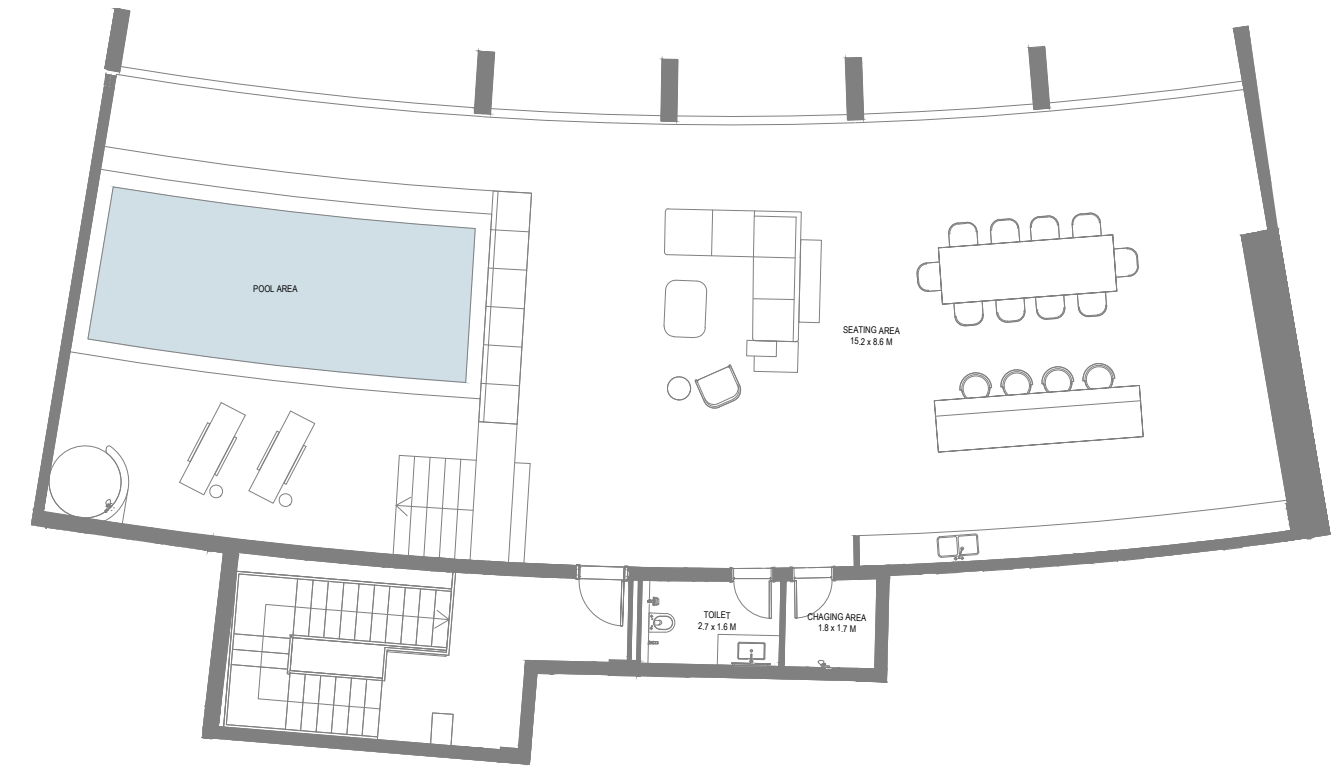 POOL AREA
SEATING AREA
15.2 x 8.6 M
TOILET
2.7 x 1.6 M
CHAGING AREA
1.8 x 1.7 M